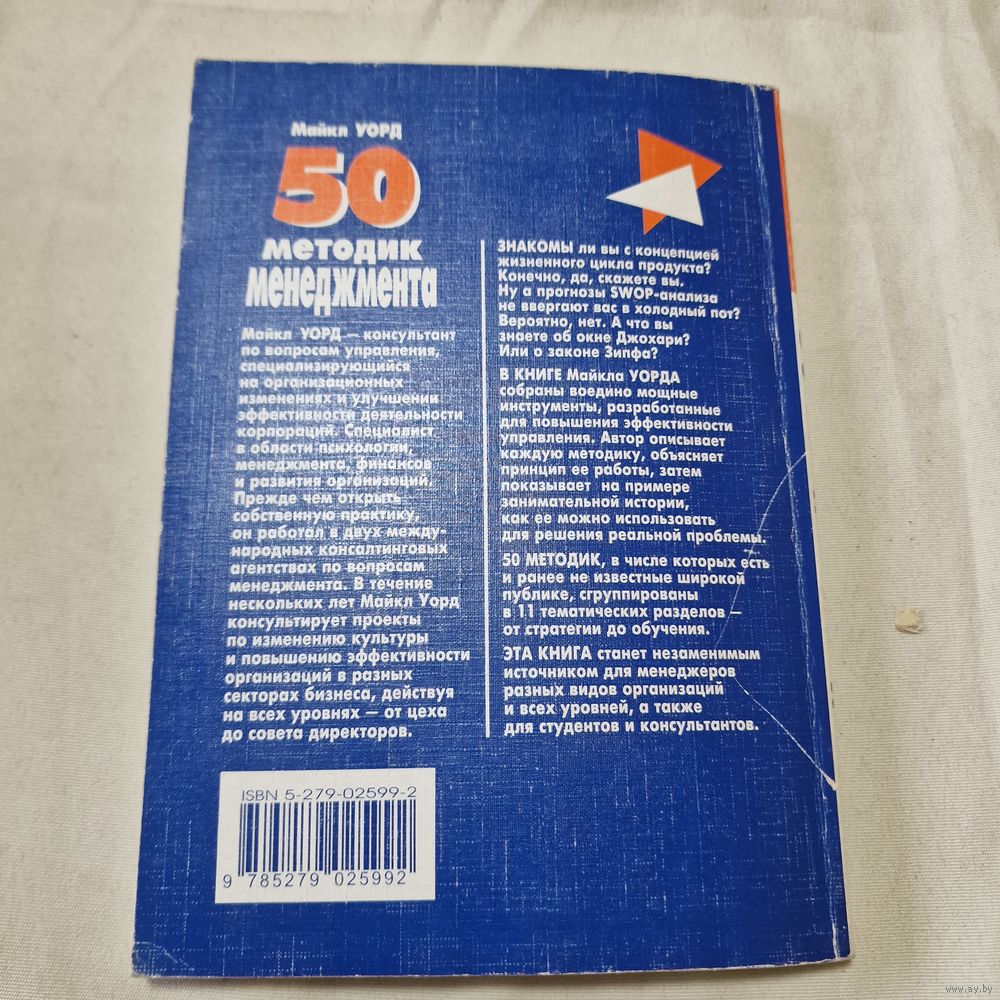 Майкл УОРД
50
методик
менеджмента
Майкл УОРД — консультант
по вопросам управления,
специализирующийся
на организационных
изменениях и улучшении
эффективности деятельности
корпораций. Специалист
в области психологии,
менеджмента, финансов
и развития организаций.
Прежде чем открыть
собственную практику,
он работал в двух между-
народных консалтинговых
агентствах по вопросам
менеджмента. В течение
нескольких лет Майкл Уорд
консультирует проекты
по изменению культуры
и повышению эффективности
организаций в разных
секторах бизнеса, действуя
на всех уровнях — от цеха
до совета директоров.
ЗНАКОМЫ ли вы с концепцией
жизненного цикла продукта?
Конечно, да, скажете вы.
Ну а прогнозы SWOP-анализа
не ввергают вас в холодный пот?
Вероятно, нет. А что вы
знаете об окне Джохари?
Или о законе Зипфа?
В КНИГЕ Майкла УОРДА
собраны воедино мощные
инструменты, разработанные
для повышения эффективности
управления. Автор описывает
каждую методику, объясняет
принцип ее работы, затем
показывает на примере
занимательной истории,
как ее можно использовать
для решения реальной проблемы.
50 МЕТОДИК, в числе которых есть
и ранее не известные широкой
публике, сгруппированы
в 11 тематических разделов —
от стратегии до обучения.
ЭТА КНИГА станет незаменимым
источником для менеджеров
разных видов организаций
и всех уровней, а также
для студентов и консультантов.
ISBN 5-279-02599-2
9 785279 025992
www.ay.by